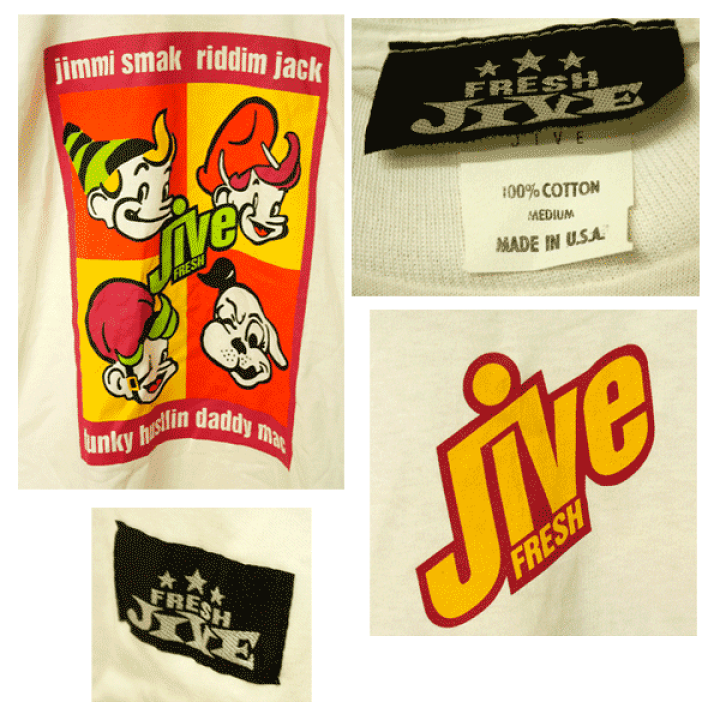 jimmi smak riddim jack
jive
FRESH
funky hustlin daddy mac
FRESH
JIVE
JIVE
100% COTTON
MEDIUM
MADE IN U.S.A.
jive
FRESH
FRESH
JIVE